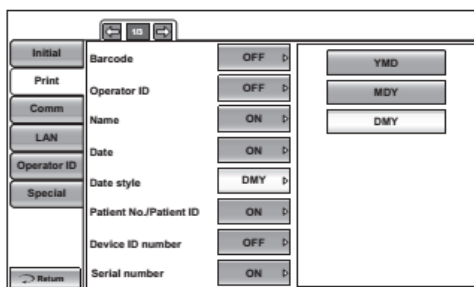 1/3
Initial
Print
Comm
LAN
Operator ID
Special
Return
Barcode OFF
Operator ID OFF
Name ON
Date ON
Date style DMY
Patient No./Patient ID ON
Device ID number OFF
Serial number ON
YMD
MDY
DMY